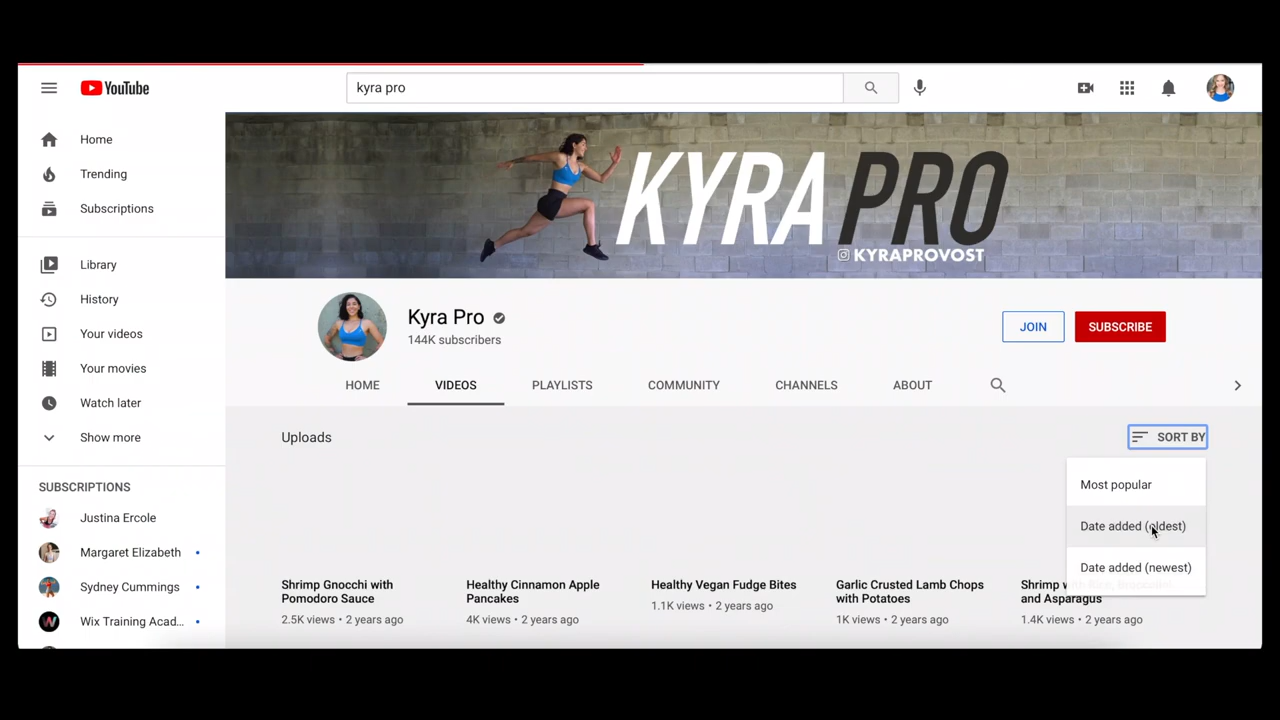 YouTube
kyra pro
Home
Trending
Subscriptions
Library
History
Your videos
Your movies
Watch later
Show more
SUBSCRIPTIONS
Justina Ercole
Margaret Elizabeth
Sydney Cummings
Wix Training Acad...
KYRA PRO
KYRAPROVOST
Kyra Pro
144K subscribers
JOIN
SUBSCRIBE
HOME
VIDEOS
PLAYLISTS
COMMUNITY
CHANNELS
ABOUT
Uploads
SORT BY
Most popular
Date added (oldest)
Date added (newest)
Shrimp Gnocchi with
Pomodoro Sauce
2.5K views • 2 years ago
Healthy Cinnamon Apple
Pancakes
4K views • 2 years ago
Healthy Vegan Fudge Bites
1.1K views • 2 years ago
Garlic Crusted Lamb Chops
with Potatoes
1K views • 2 years ago
Shrimp
and Asparagus
1.4K views • 2 years ago